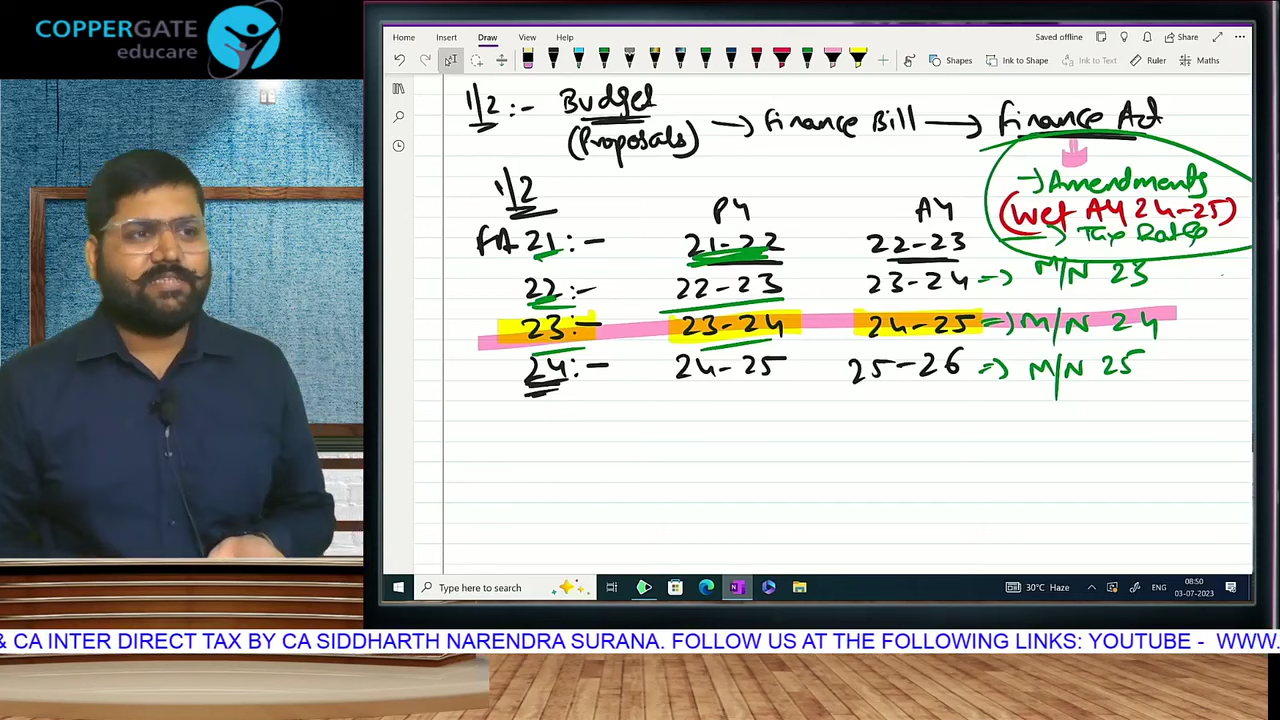 COPPERGATE
educare
Home Insert Draw View Help
Saved offline
Share
Shapes
Ink to Shape
Ink to Text
Ruler
Maths
1/2 :- Budget → Finance Bill → Finance Act
(Proposals)
→ Amendments
(wef AY 24-25)
→ Tax Rates
1/2
PY AY
FA 21 :- 21-22 22-23
22 :- 22-23 23-24 => M/N 23
23 :- 23-24 24-25 => M/N 24
24 :- 24-25 25-26 => M/N 25
Type here to search
30°C Haze
ENG
08:50
03-07-2023
& CA INTER DIRECT TAX BY CA SIDDHARTH NARENDRA SURANA. FOLLOW US AT THE FOLLOWING LINKS: YOUTUBE - WWW.